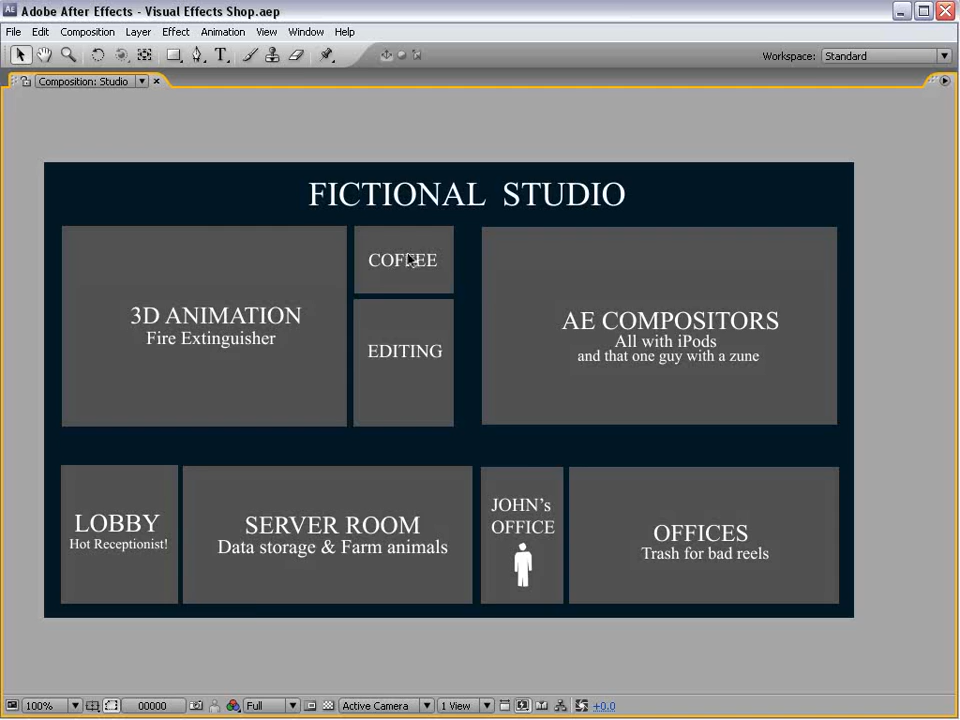 Adobe After Effects - Visual Effects Shop.aep
File Edit Composition Layer Effect Animation View Window Help
Workspace: Standard
Composition: Studio
FICTIONAL STUDIO
COFFEE
3D ANIMATION
Fire Extinguisher
EDITING
AE COMPOSITORS
All with iPods
and that one guy with a zune
LOBBY
Hot Receptionist!
SERVER ROOM
Data storage & Farm animals
JOHN's
OFFICE
OFFICES
Trash for bad reels
100% 00000 Full Active Camera 1 View +0.0